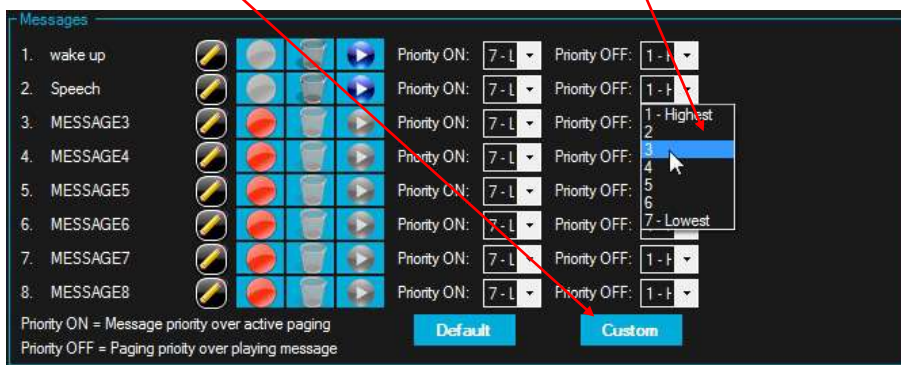 Messages
1. wake up Priority ON: 7 - L Priority OFF: 1 - H
2. Speech Priority ON: 7 - L Priority OFF: 1 - H
1 - Highest
3. MESSAGE3 Priority ON: 7 - L Priority OFF:
2
3
4. MESSAGE4 Priority ON: 7 - L Priority OFF:
4
5. MESSAGE5 Priority ON: 7 - L Priority OFF:
5
6
6. MESSAGE6 Priority ON: 7 - L Priority OFF:
7 - Lowest
7. MESSAGE7 Priority ON: 7 - L Priority OFF: 1 - H
8. MESSAGE8 Priority ON: 7 - L Priority OFF: 1 - H
Priority ON = Message priority over active paging
Default Custom
Priority OFF = Paging prioity over playing message